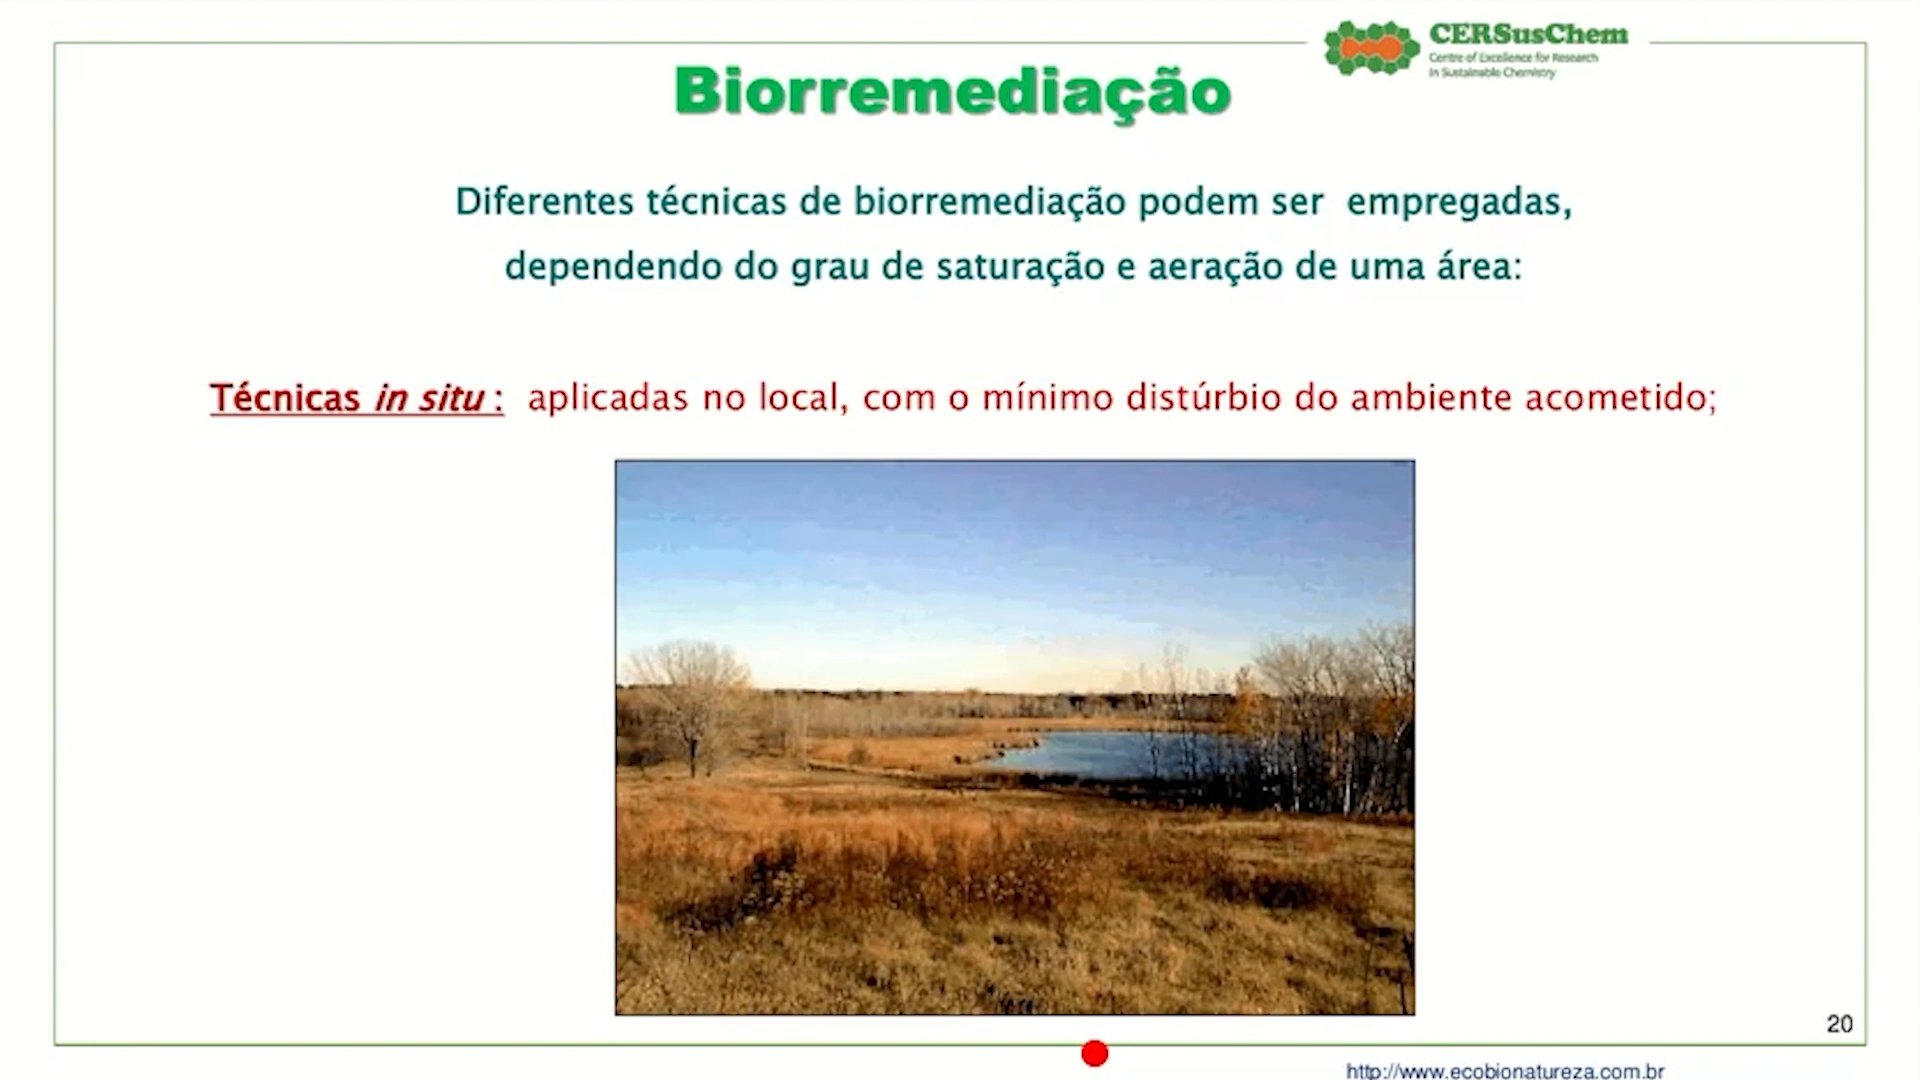 CERSusChem
Centre of Excellence for Research
in Sustainable Chemistry
Biorremediação
Diferentes técnicas de biorremediação podem ser empregadas,
dependendo do grau de saturação e aeração de uma área:
Técnicas in situ : aplicadas no local, com o mínimo distúrbio do ambiente acometido;
20
http://www.ecobionatureza.com.br